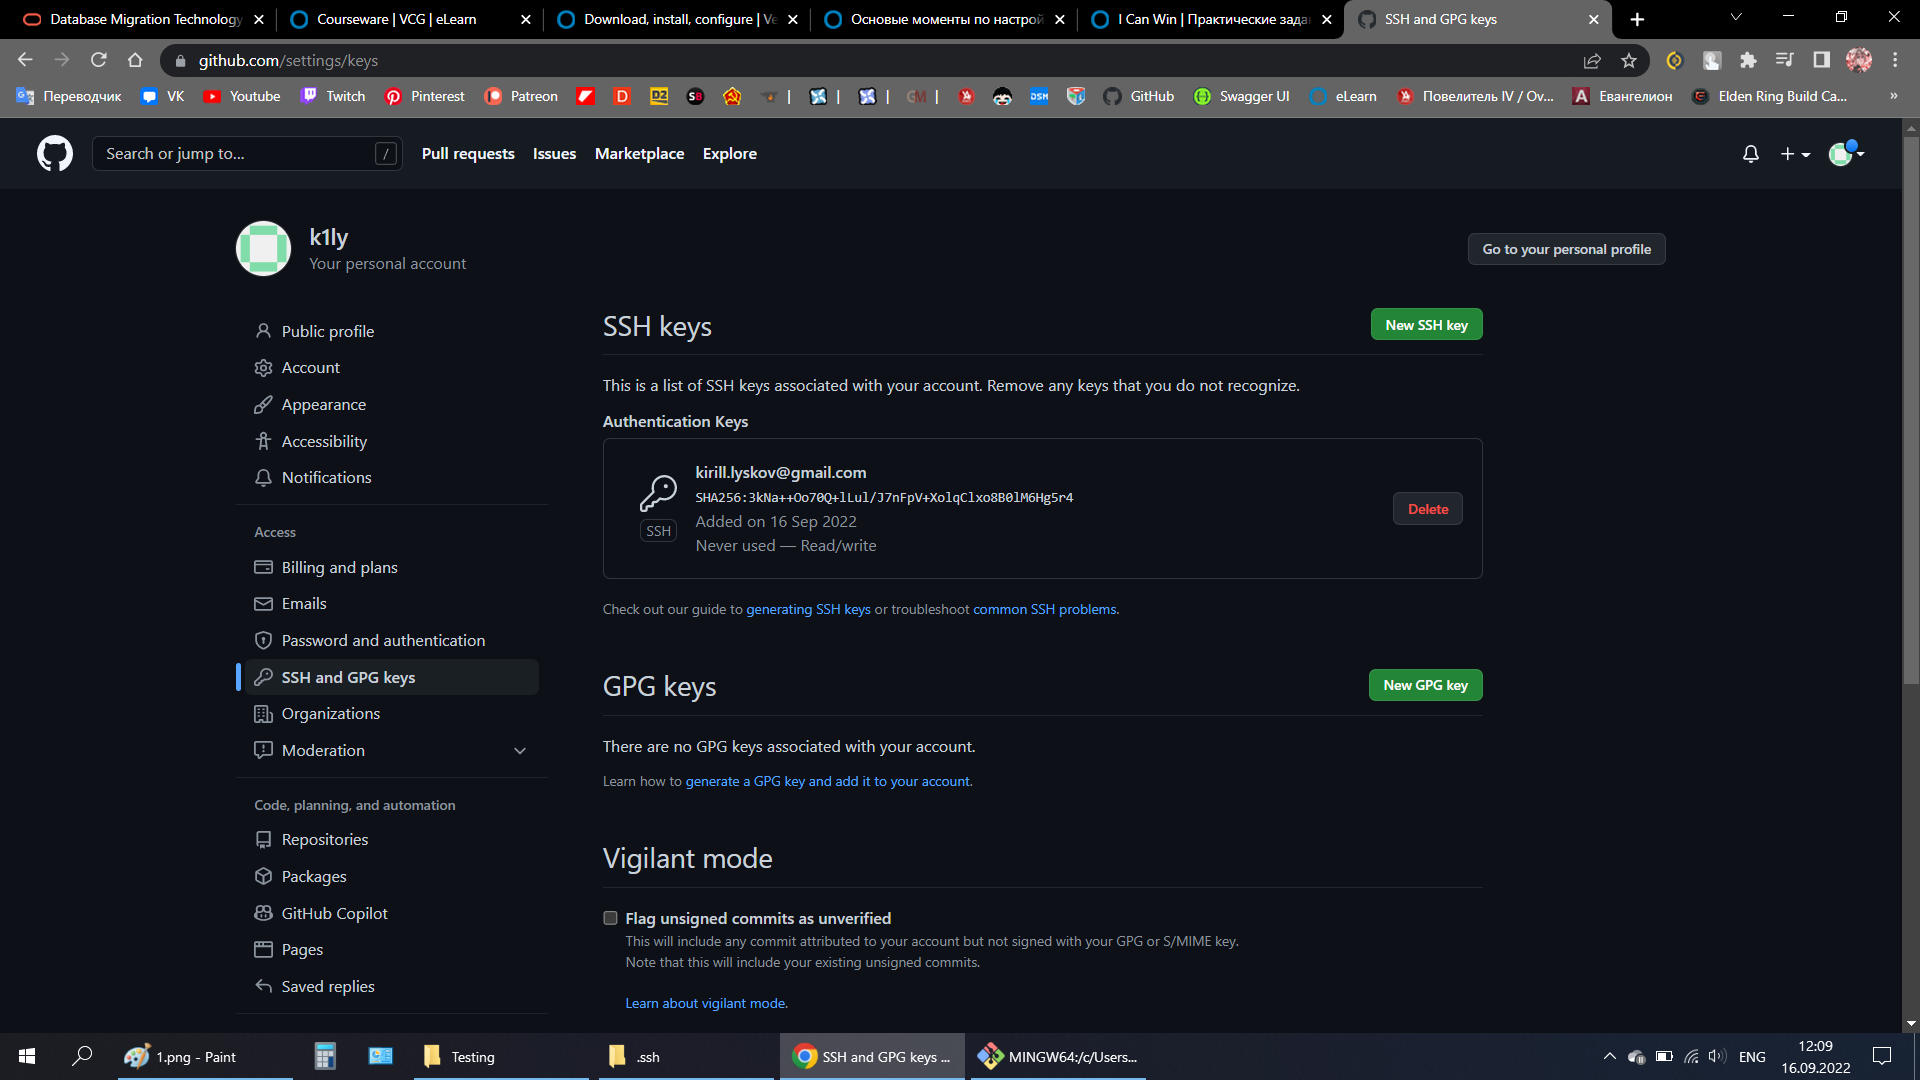 Database Migration Technology
Courseware | VCG | eLearn
Download, install, configure | Ve
Основые моменты по настрой
I Can Win | Практические зада
SSH and GPG keys
github.com/settings/keys
Переводчик
VK
Youtube
Twitch
Pinterest
Patreon
D
DZ
SB
|
|
GM |
DSM
GitHub
Swagger UI
eLearn
Повелитель IV / Ov...
Евангелион
Elden Ring Build Ca...
»
Search or jump to...
/
Pull requests
Issues
Marketplace
Explore
k1ly
Your personal account
Go to your personal profile
Public profile
Account
Appearance
Accessibility
Notifications
Access
Billing and plans
Emails
Password and authentication
SSH and GPG keys
Organizations
Moderation
Code, planning, and automation
Repositories
Packages
GitHub Copilot
Pages
Saved replies
SSH keys
New SSH key
This is a list of SSH keys associated with your account. Remove any keys that you do not recognize.
Authentication Keys
kirill.lyskov@gmail.com
SHA256:3kNa++Oo70Q+lLul/J7nFpV+XolqClxo8B0lM6Hg5r4
Added on 16 Sep 2022
Never used — Read/write
SSH
Delete
Check out our guide to generating SSH keys or troubleshoot common SSH problems.
GPG keys
New GPG key
There are no GPG keys associated with your account.
Learn how to generate a GPG key and add it to your account.
Vigilant mode
Flag unsigned commits as unverified
This will include any commit attributed to your account but not signed with your GPG or S/MIME key.
Note that this will include your existing unsigned commits.
Learn about vigilant mode.
1.png - Paint
Testing
.ssh
SSH and GPG keys ...
MINGW64:/c/Users...
ENG
12:09
16.09.2022